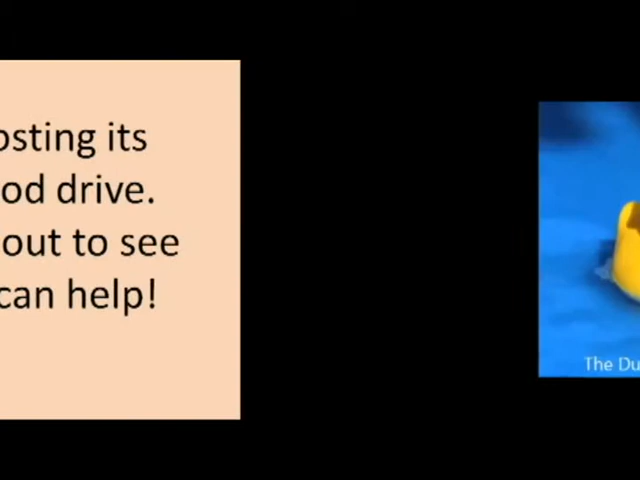 osting its
od drive.
out to see
can help!
The Du